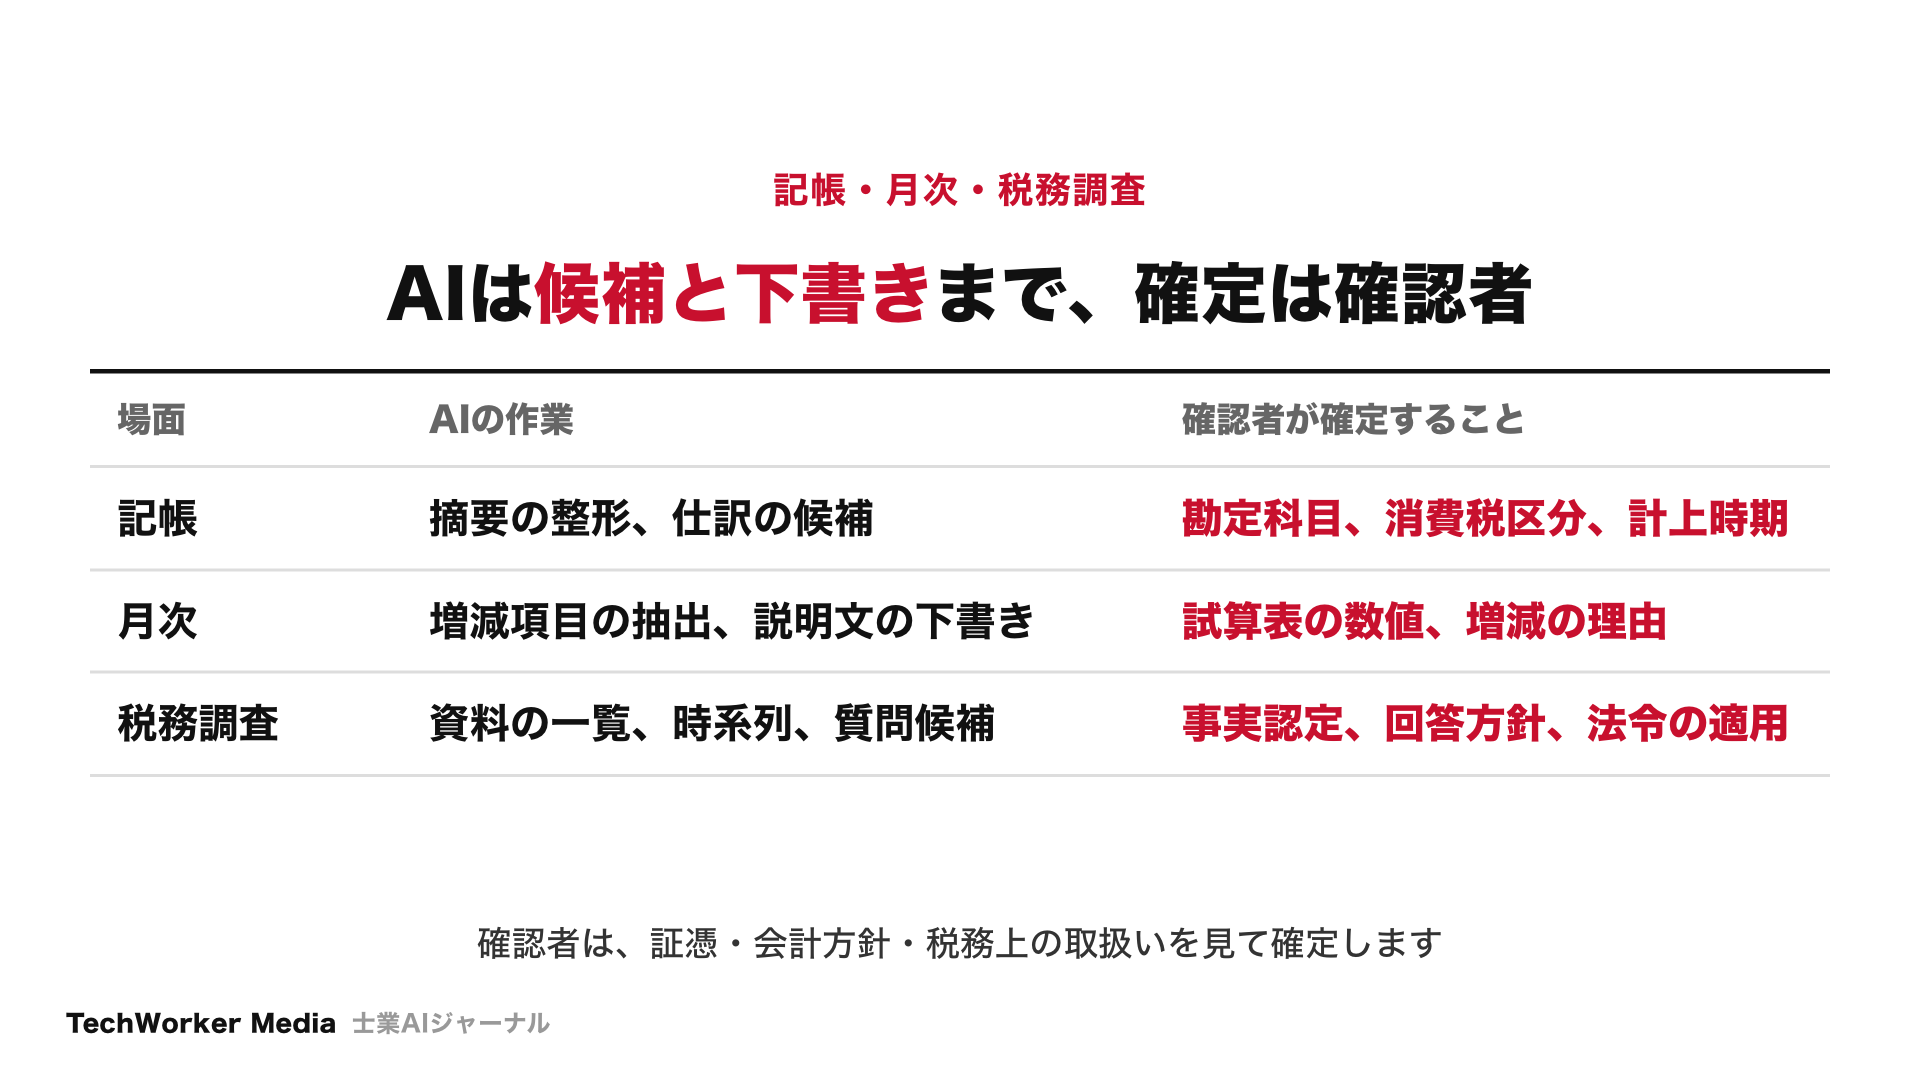 記帳・月次・税務調査
AIは候補と下書きまで、確定は確認者
場面 AIの作業 確認者が確定すること
記帳 摘要の整形、仕訳の候補 勘定科目、消費税区分、計上時期
月次 増減項目の抽出、説明文の下書き 試算表の数値、増減の理由
税務調査 資料の一覧、時系列、質問候補 事実認定、回答方針、法令の適用
確認者は、証憑・会計方針・税務上の取扱いを見て確定します
TechWorker Media 士業AIジャーナル